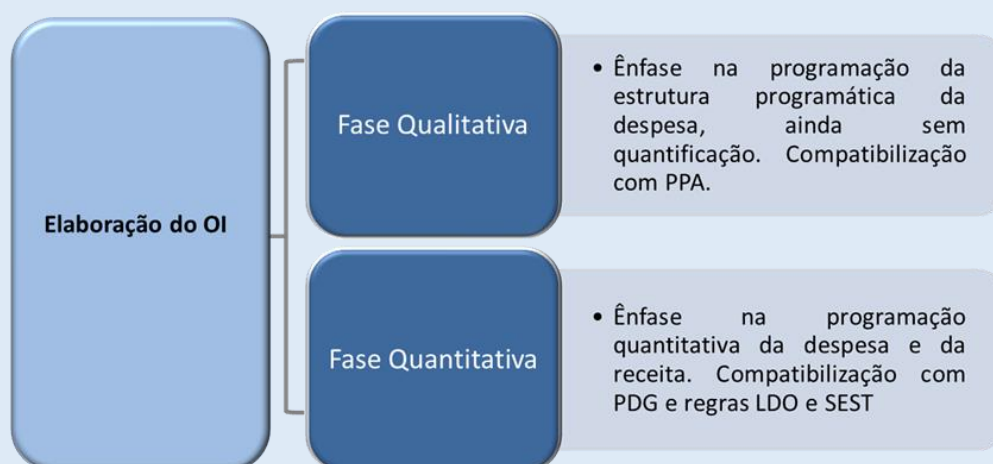 Elaboração do OI
Fase Qualitativa
• Ênfase na programação da
estrutura programática da
despesa, ainda sem
quantificação. Compatibilização
com PPA.
Fase Quantitativa
• Ênfase na programação
quantitativa da despesa e da
receita. Compatibilização com
PDG e regras LDO e SEST